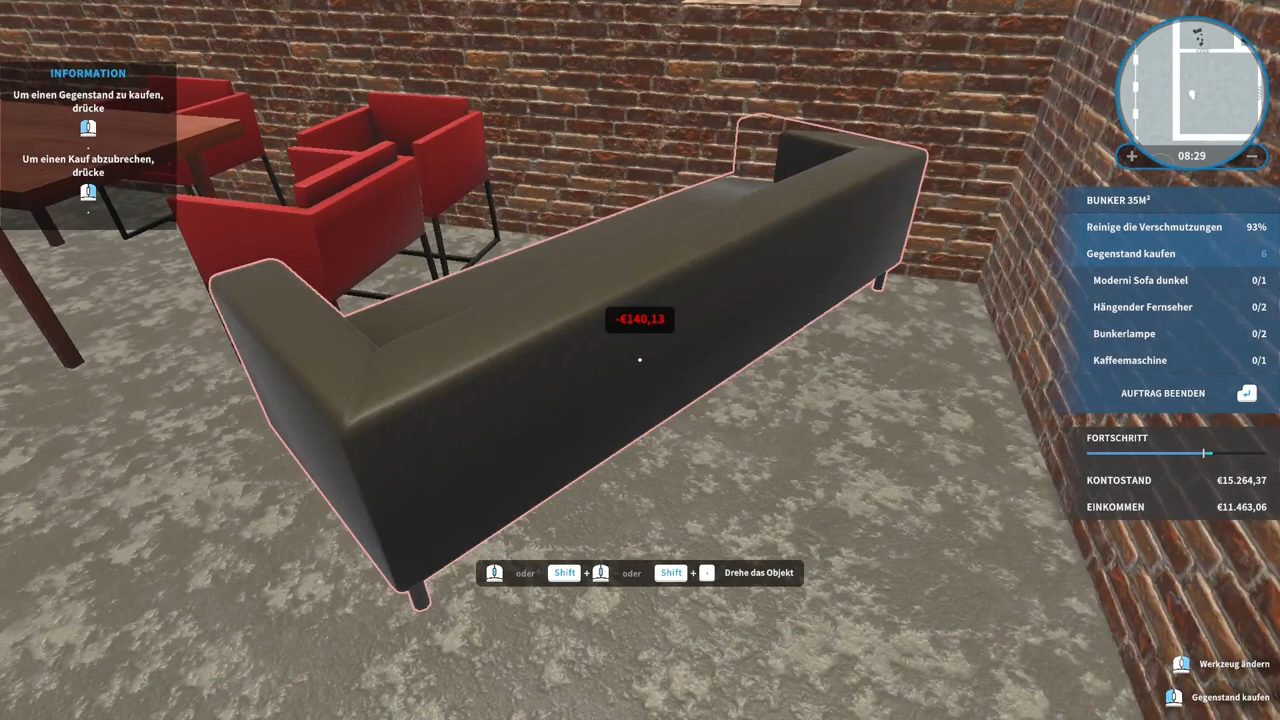 INFORMATION
Um einen Gegenstand zu kaufen,
drücke
.
Um einen Kauf abzubrechen,
drücke
.
08:29
BUNKER 35M²
Reinige die Verschmutzungen 93%
Gegenstand kaufen 6
Moderni Sofa dunkel 0/1
Hängender Fernseher 0/2
Bunkerlampe 0/2
Kaffeemaschine 0/1
AUFTRAG BEENDEN
-€140,13
FORTSCHRITT
KONTOSTAND €15.264,37
EINKOMMEN €11.463,06
oder Shift + oder Shift + . Drehe das Objekt
Werkzeug ändern
Gegenstand kaufen